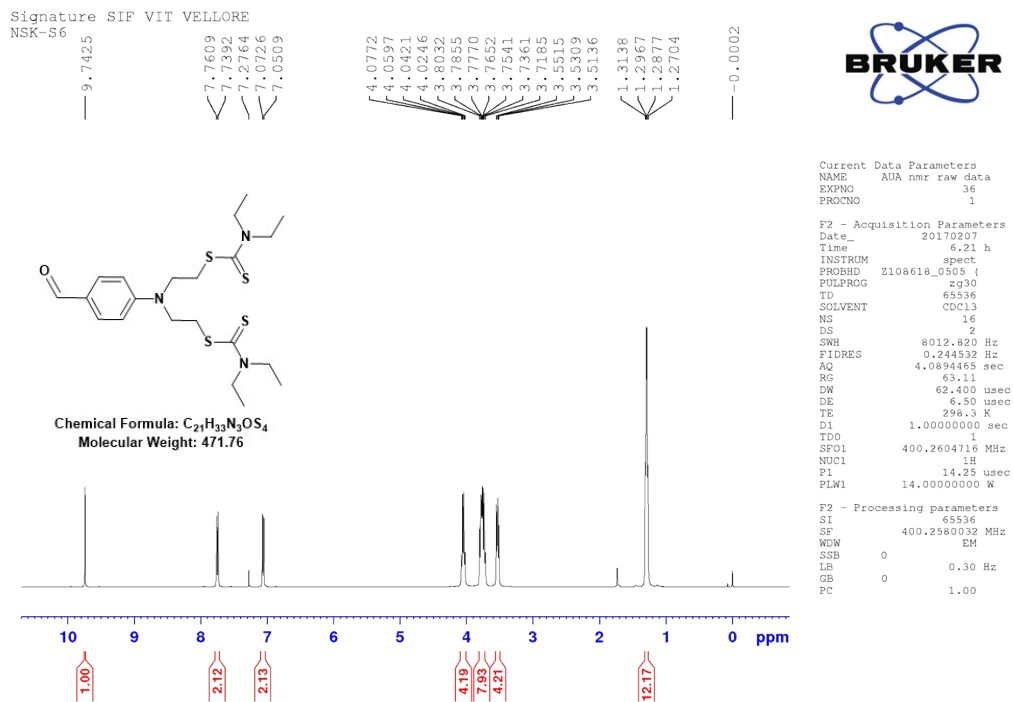 Signature SIF VIT VELLORE
NSK-S6
9.7425
7.7609
7.7392
7.2764
7.0726
7.0509
4.0772
4.0597
4.0421
4.0246
3.8032
3.7855
3.7770
3.7652
3.7541
3.7361
3.7185
3.5515
3.5309
3.5136
1.3138
1.2967
1.2877
1.2704
-0.0002
BRUKER
Current Data Parameters
NAME AUA nmr raw data
EXPNO 36
PROCNO 1
F2 - Acquisition Parameters
Date_ 20170207
Time 6.21 h
INSTRUM spect
PROBHD Z108618_0505 (
PULPROG zg30
TD 65536
SOLVENT CDCl3
NS 16
DS 2
SWH 8012.820 Hz
FIDRES 0.244532 Hz
AQ 4.0894465 sec
RG 63.11
DW 62.400 usec
DE 6.50 usec
TE 298.3 K
D1 1.00000000 sec
TD0 1
SFO1 400.2604716 MHz
NUC1 1H
P1 14.25 usec
PLW1 14.00000000 W
F2 - Processing parameters
SI 65536
SF 400.2580032 MHz
WDW EM
SSB 0
LB 0.30 Hz
GB 0
PC 1.00
N
S
S
O
N
S
S
N
Chemical Formula: C₂₁H₃₃N₃OS₄
Molecular Weight: 471.76
10 9 8 7 6 5 4 3 2 1 0 ppm
1.00
2.12
2.13
4.19
7.93
4.21
12.17